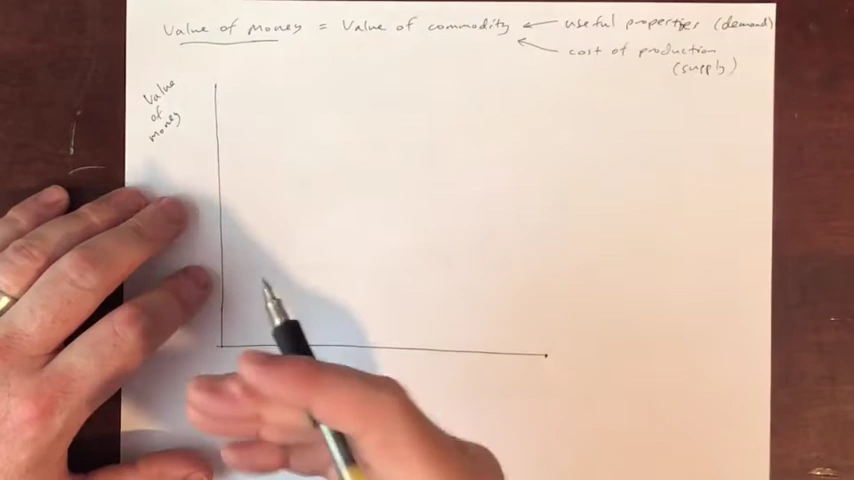 Value of money = Value of commodity ← useful properties (demand)
← cost of production
(supply)
Value
of
money